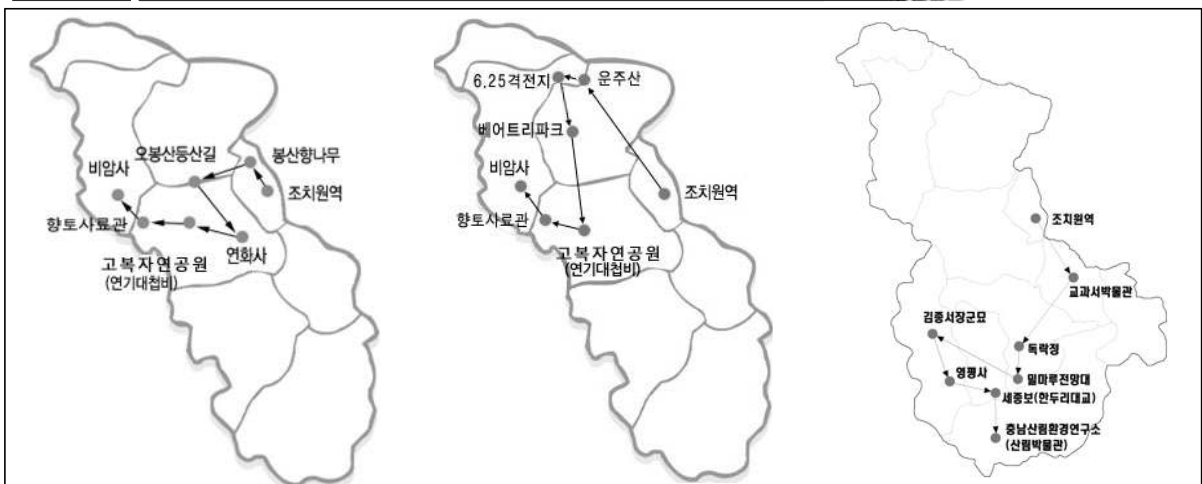 오봉산등산길
봉산향나무
비암사
조치원역
향토사료관
연화사
고복자연공원
(연기대첩비)
6.25격전지
운주산
베어트리파크
비암사
조치원역
향토사료관
고복자연공원
(연기대첩비)
조치원역
교과서박물관
김종서장군묘
독락정
영평사
밀마루전망대
세종보(한두리대교)
충남산림환경연구소
(산림박물관)